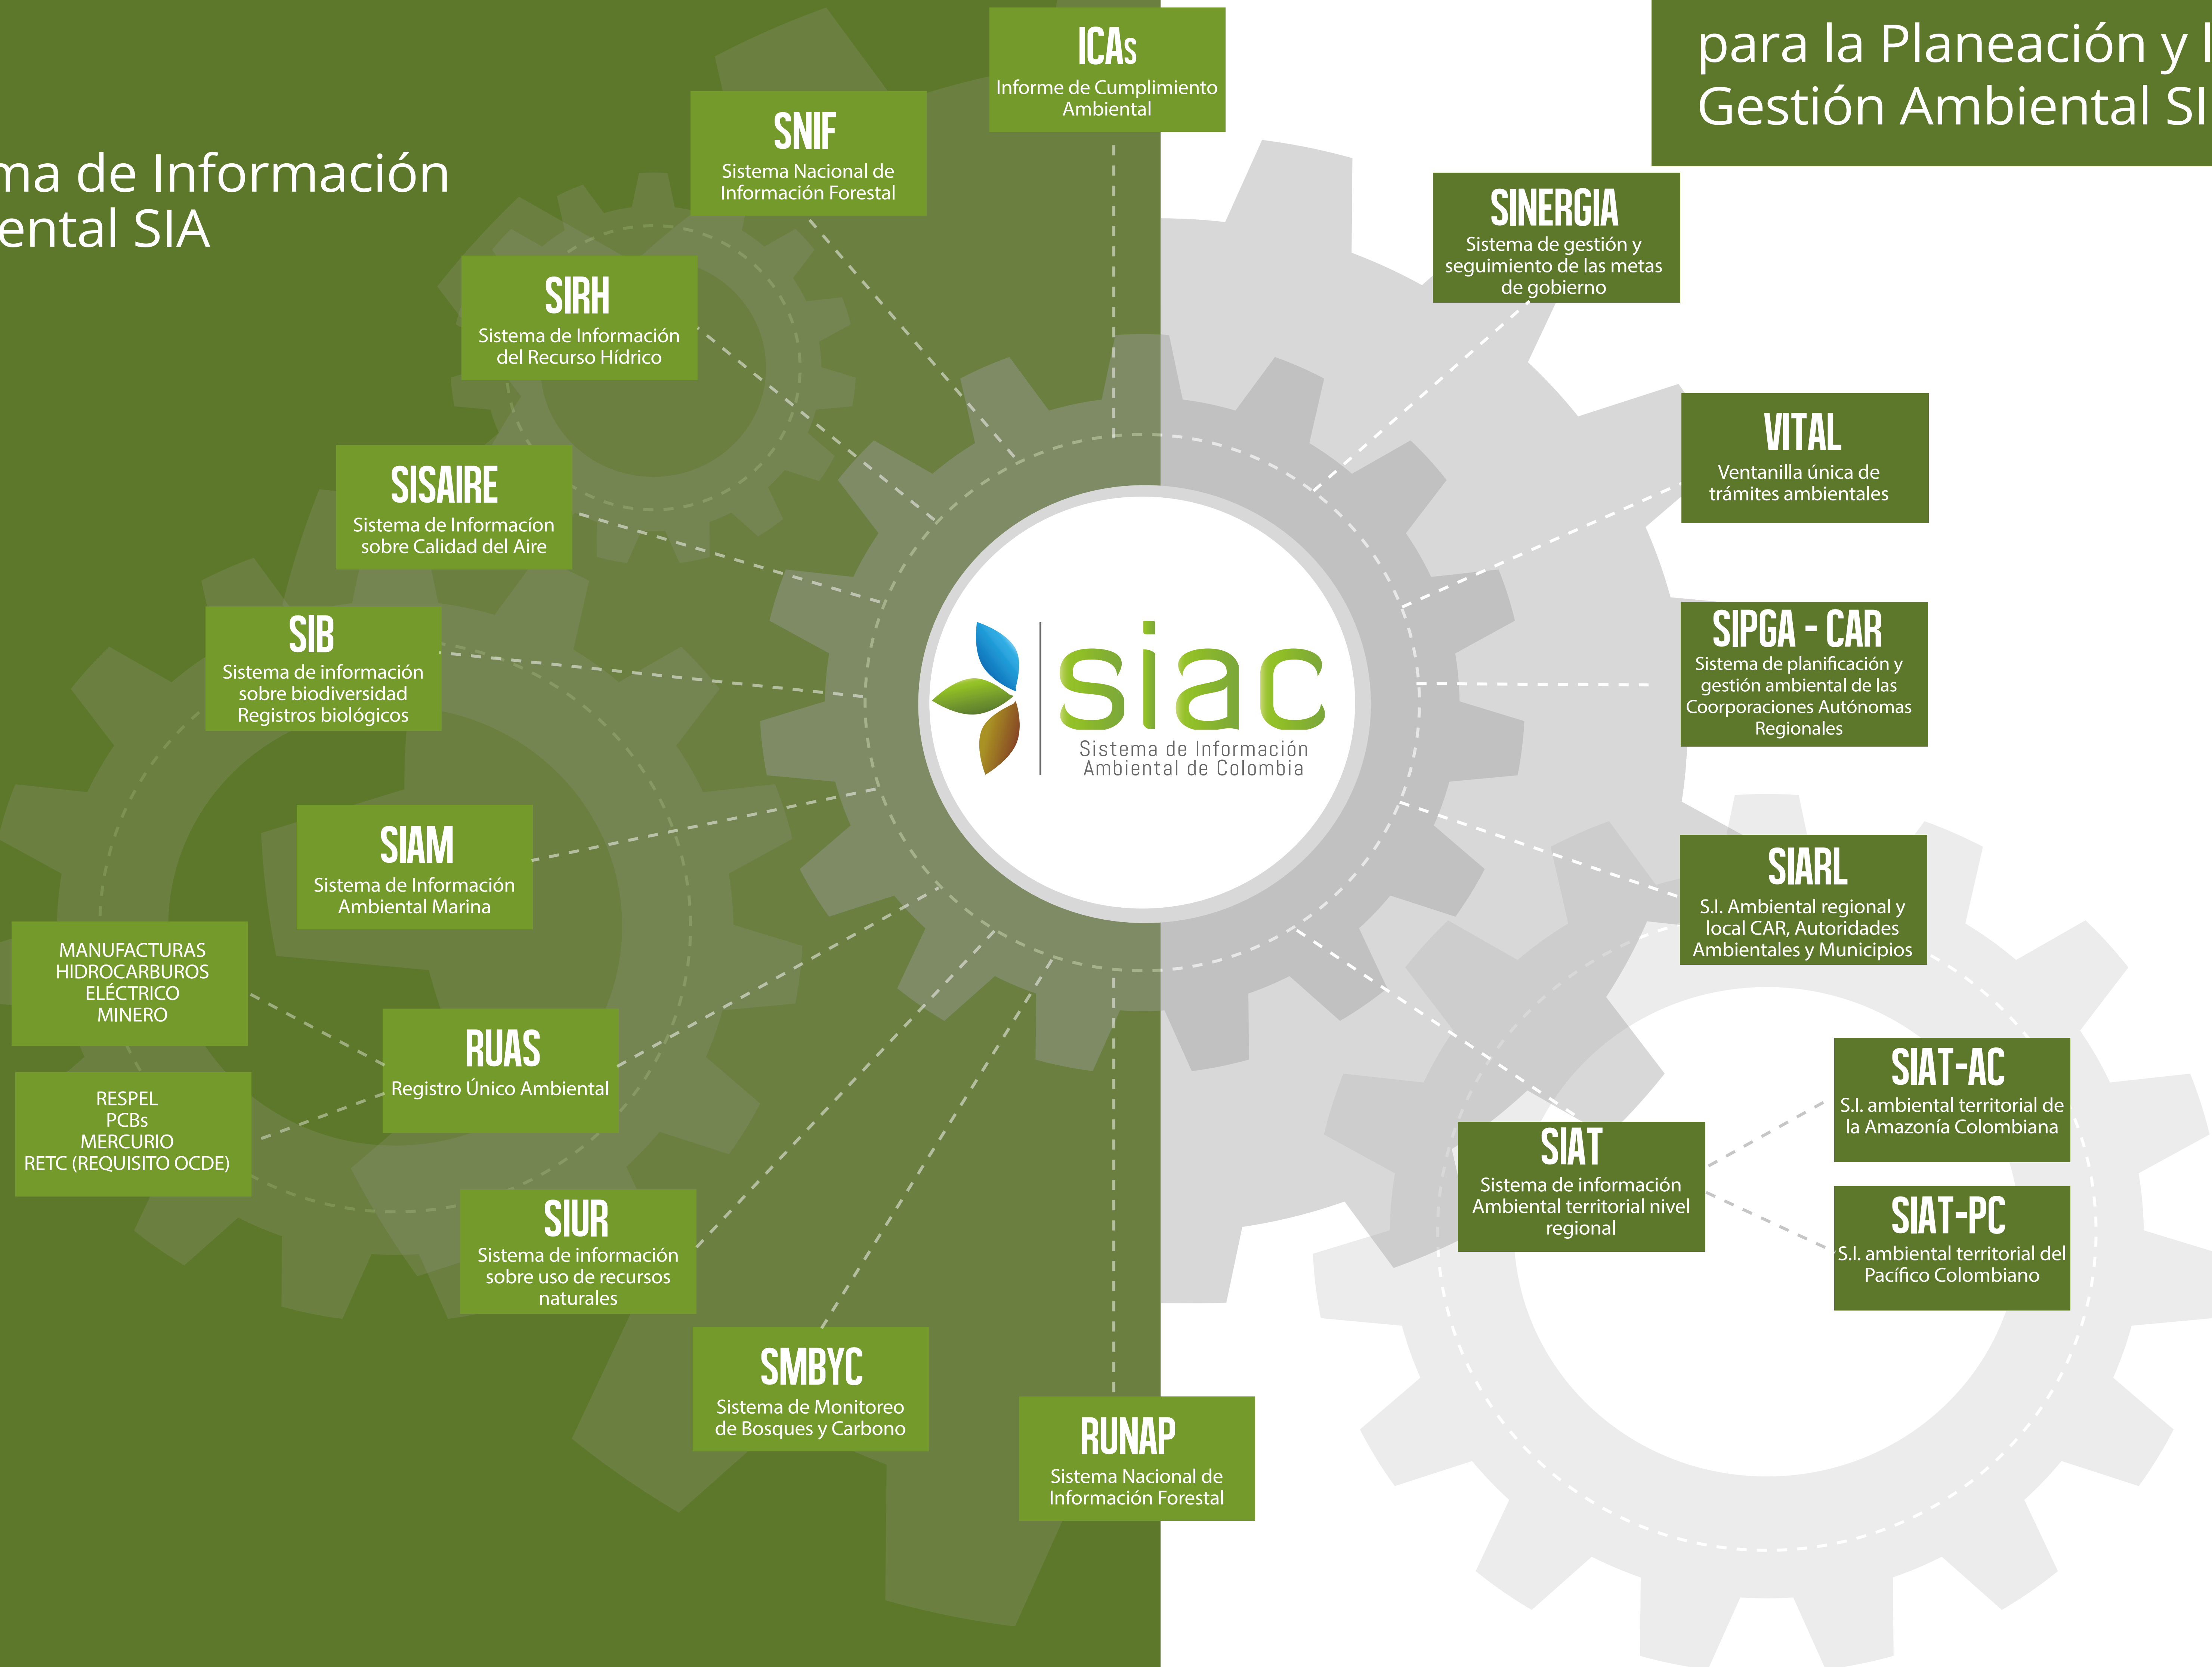 ma de Información
ental SIA
para la Planeación y l
Gestión Ambiental SI
ICAs
Informe de Cumplimiento
Ambiental
SNIF
Sistema Nacional de
Información Forestal
SIRH
Sistema de Información
del Recurso Hídrico
SISAIRE
Sistema de Informacíon
sobre Calidad del Aire
SIB
Sistema de información
sobre biodiversidad
Registros biológicos
SIAM
Sistema de Información
Ambiental Marina
MANUFACTURAS
HIDROCARBUROS
ELÉCTRICO
MINERO
RESPEL
PCBs
MERCURIO
RETC (REQUISITO OCDE)
RUAS
Registro Único Ambiental
SIUR
Sistema de información
sobre uso de recursos
naturales
SMBYC
Sistema de Monitoreo
de Bosques y Carbono
RUNAP
Sistema Nacional de
Información Forestal
siac
Sistema de Información
Ambiental de Colombia
SINERGIA
Sistema de gestión y
seguimiento de las metas
de gobierno
VITAL
Ventanilla única de
trámites ambientales
SIPGA - CAR
Sistema de planificación y
gestión ambiental de las
Coorporaciones Autónomas
Regionales
SIARL
S.I. Ambiental regional y
local CAR, Autoridades
Ambientales y Municipios
SIAT
Sistema de información
Ambiental territorial nivel
regional
SIAT-AC
S.I. ambiental territorial de
la Amazonía Colombiana
SIAT-PC
S.I. ambiental territorial del
Pacífico Colombiano